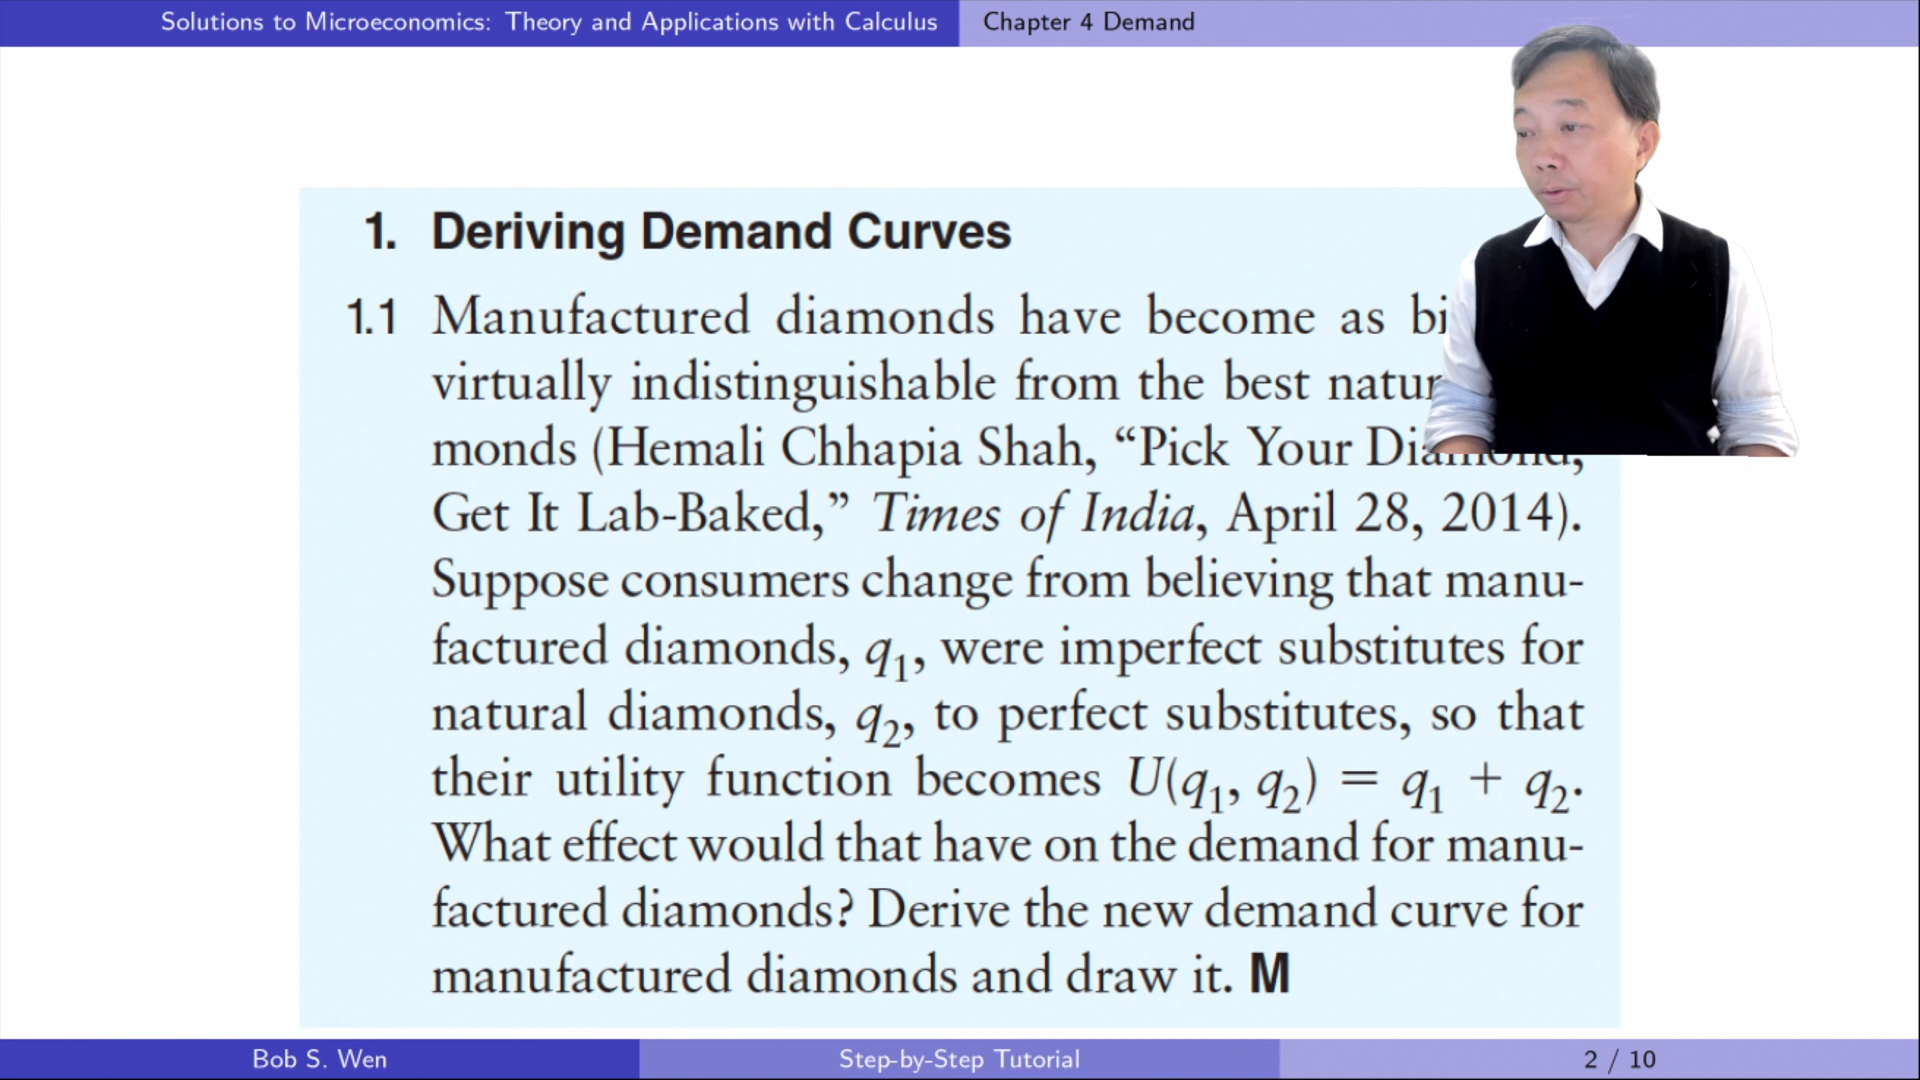 Solutions to Microeconomics: Theory and Applications with Calculus
Chapter 4 Demand
1. Deriving Demand Curves
1.1 Manufactured diamonds have become as
virtually indistinguishable from the best
monds (Hemali Chhapia Shah, “Pick Your Diamond,
Get It Lab-Baked,” Times of India, April 28, 2014).
Suppose consumers change from believing that manu-
factured diamonds, q1, were imperfect substitutes for
natural diamonds, q2, to perfect substitutes, so that
their utility function becomes U(q1, q2) = q1 + q2.
What effect would that have on the demand for manu-
factured diamonds? Derive the new demand curve for
manufactured diamonds and draw it. M
Bob S. Wen
Step-by-Step Tutorial
2 / 10